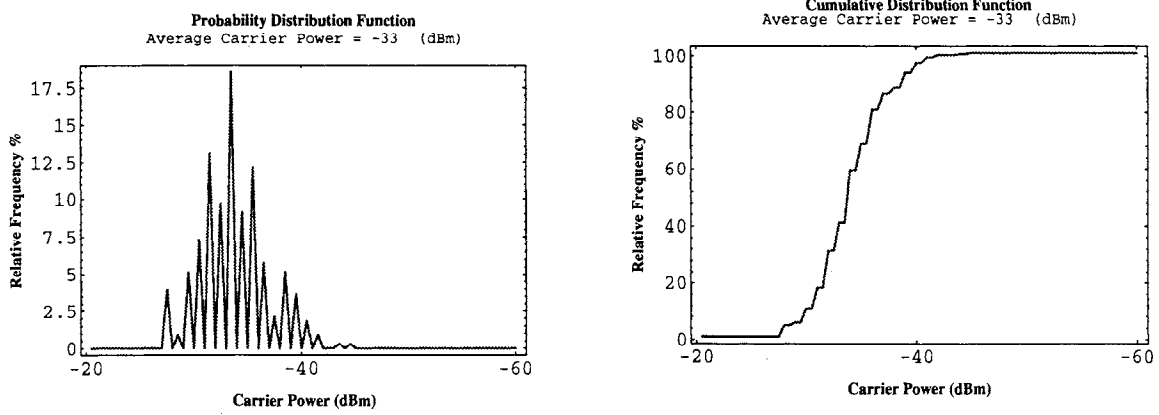 Probability Distribution Function
Average Carrier Power = -33 (dBm)
17.5
15
12.5
10
7.5
5
2.5
0
-20
-40
-60
Relative Frequency %
Carrier Power (dBm)
Cumulative Distribution Function
Average Carrier Power = -33 (dBm)
100
80
60
40
20
0
-20
-40
-60
Relative Frequency %
Carrier Power (dBm)